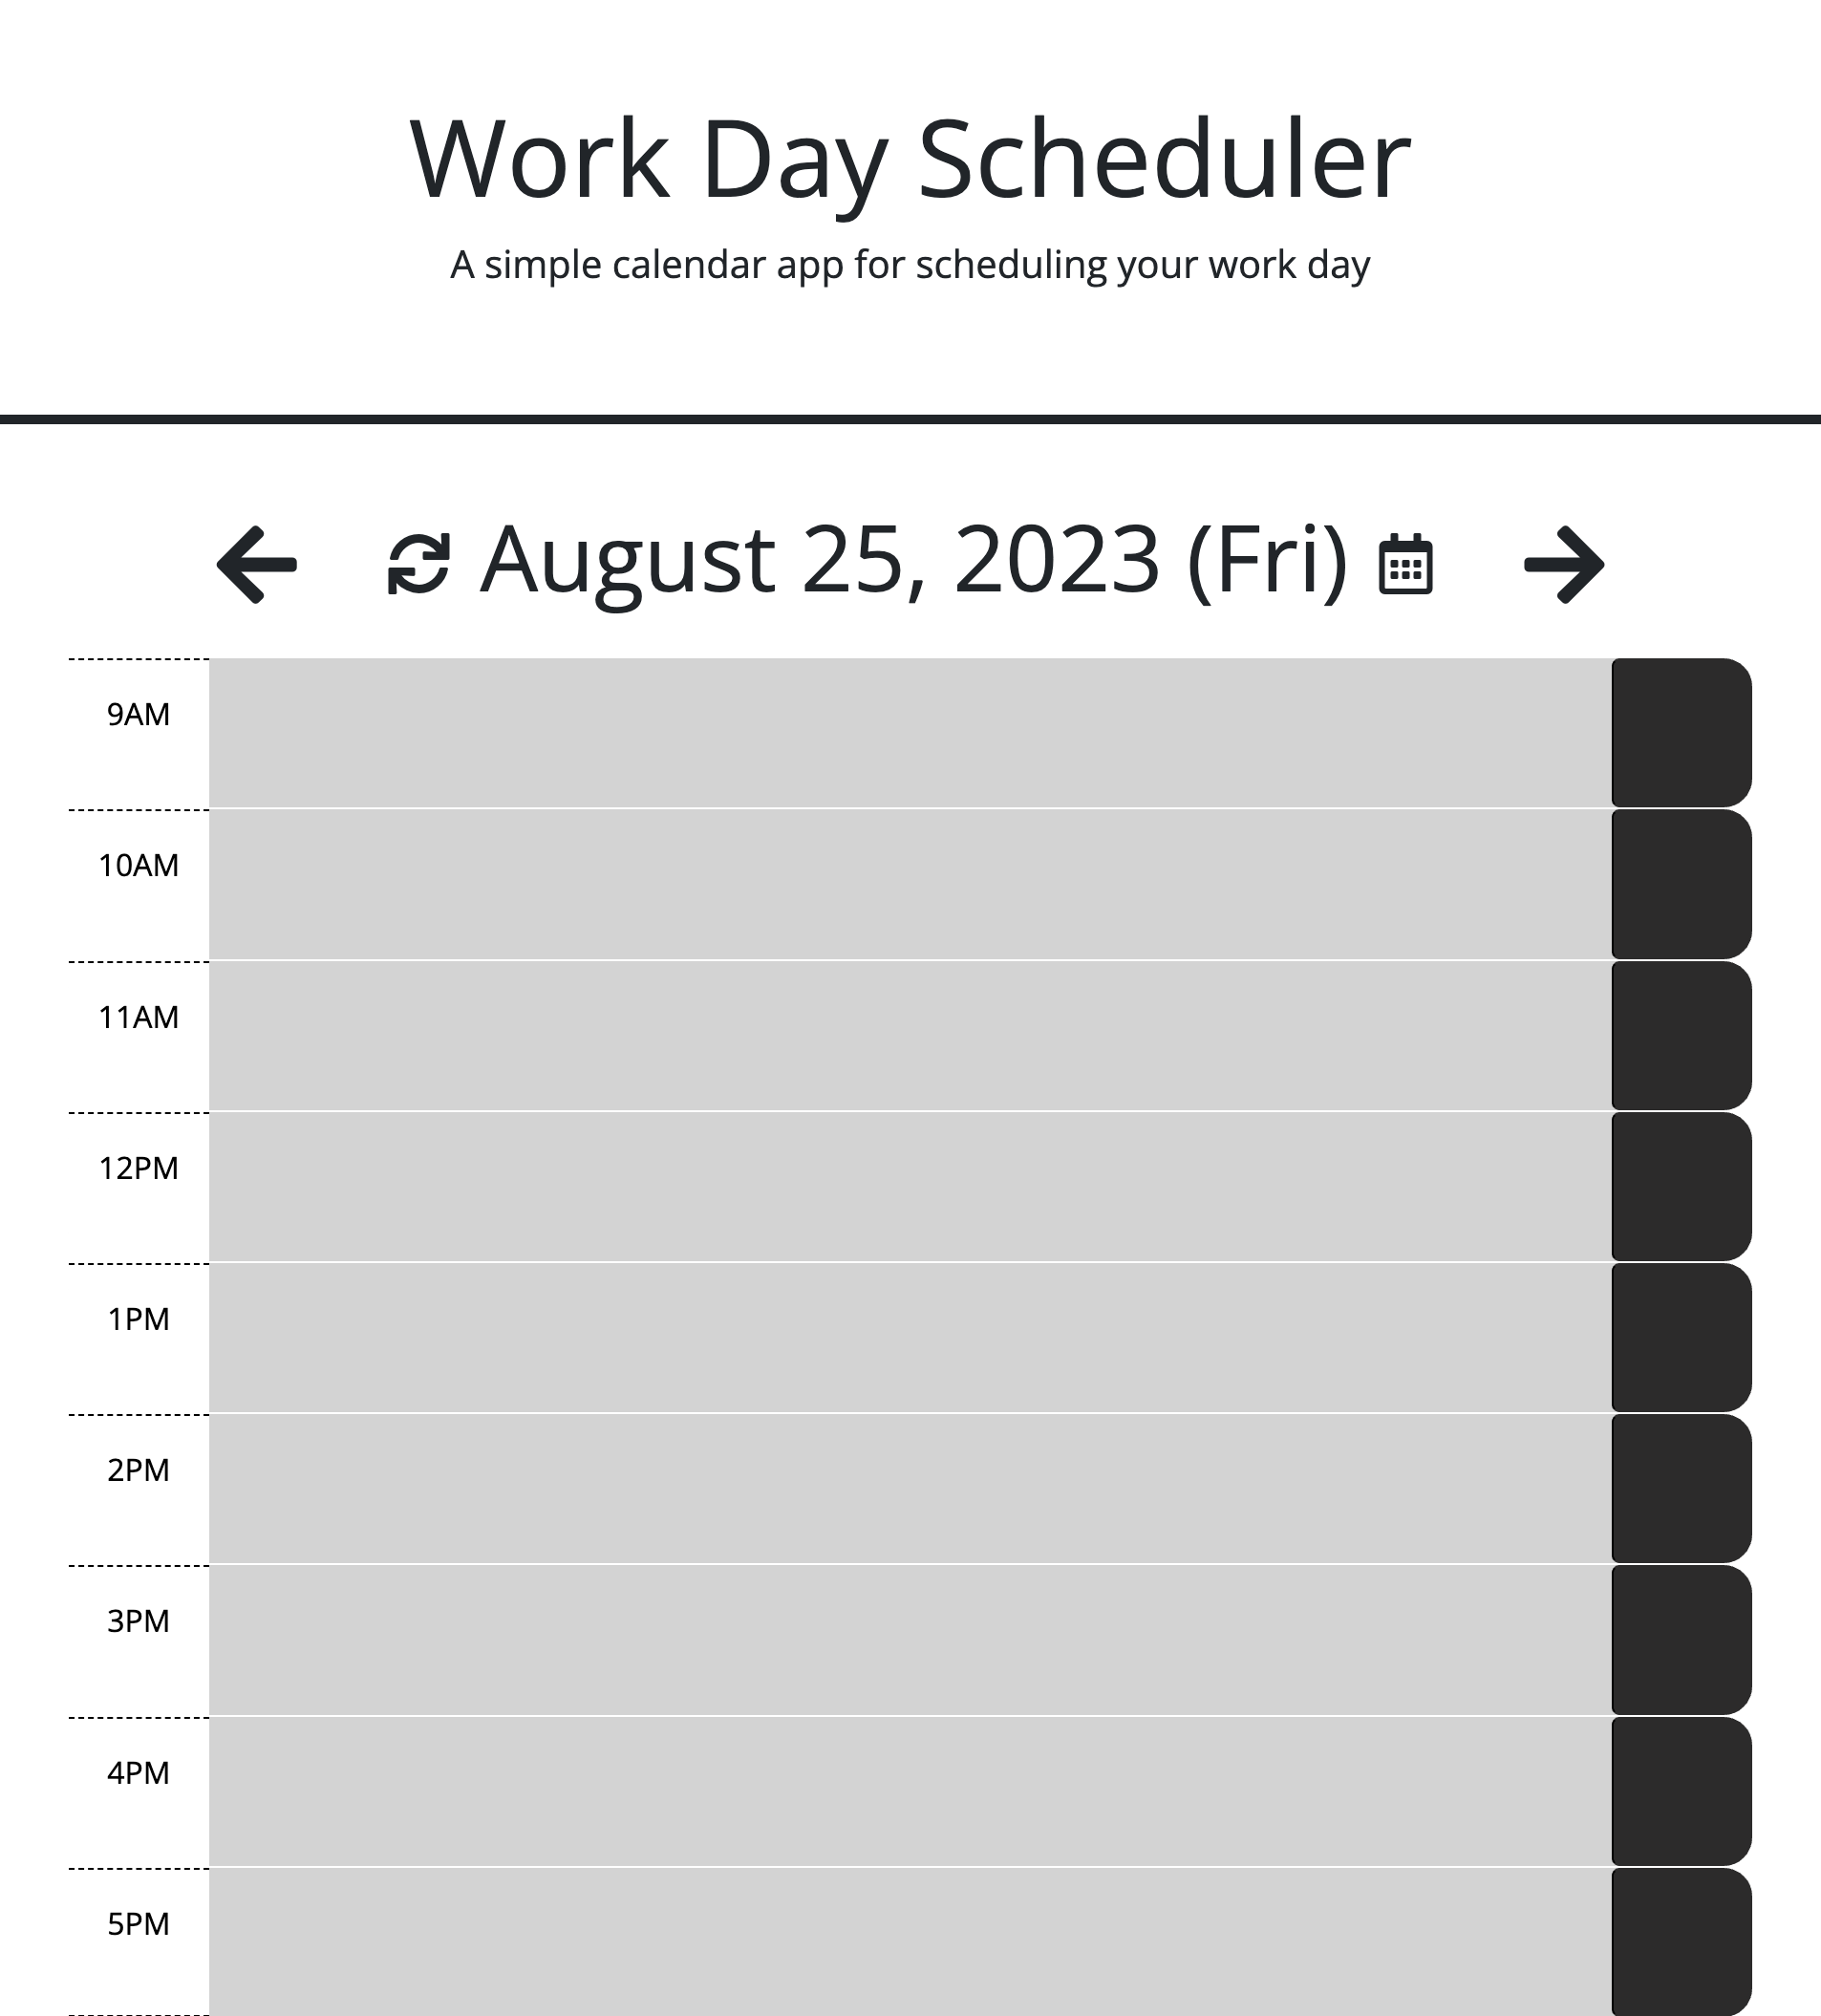 Work Day Scheduler
A simple calendar app for scheduling your work day
August 25, 2023 (Fri)
9AM
10AM
11AM
12PM
1PM
2PM
3PM
4PM
5PM